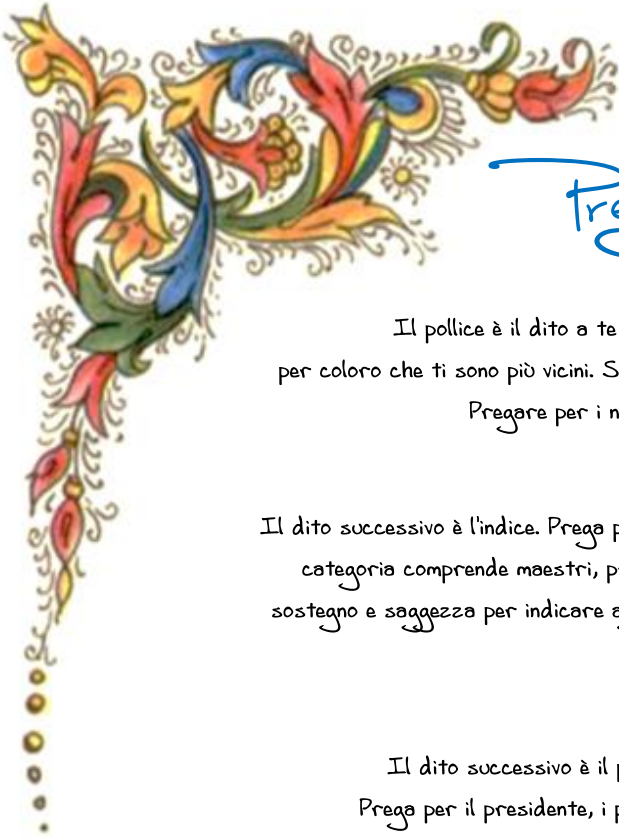 Il pollice è il dito a te
per coloro che ti sono più vicini. S
Pregare per i n
Il dito successivo è l'indice. Prega p
categoria comprende maestri, p
sostegno e saggezza per indicare a
Il dito successivo è il p
Prega per il presidente, i p